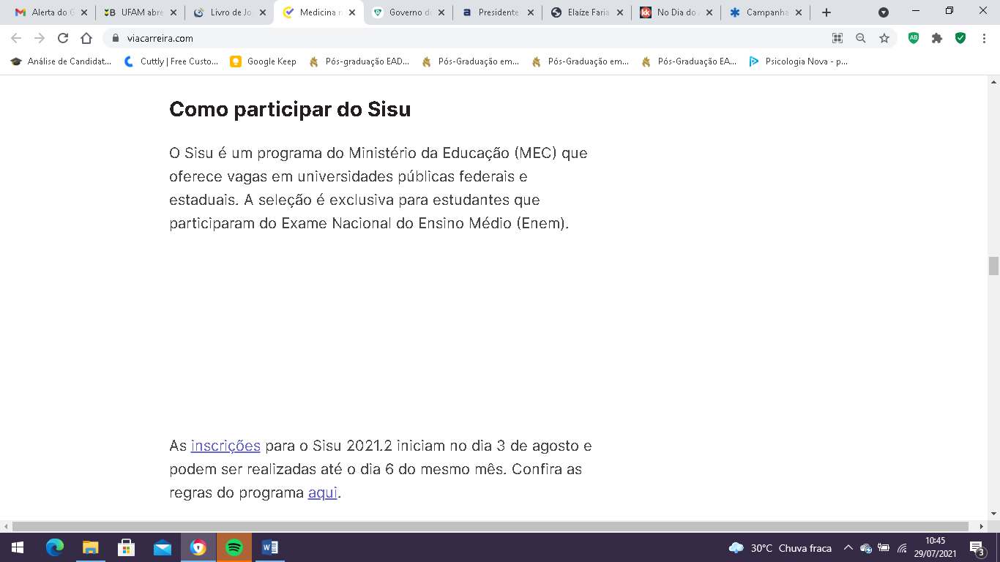 Alerta do G
UFAM abre
Livro de Jo
Medicina n
Governo d
Presidente
Elaíze Faria
No Dia do
Campanha
viacarreira.com
Análise de Candidat...
Cuttly | Free Custo...
Google Keep
Pós-graduação EAD...
Pós-Graduação em...
Pós-Graduação em...
Pós-Graduação EA...
Psicologia Nova - p...
Como participar do Sisu
O Sisu é um programa do Ministério da Educação (MEC) que
oferece vagas em universidades públicas federais e
estaduais. A seleção é exclusiva para estudantes que
participaram do Exame Nacional do Ensino Médio (Enem).
As inscrições para o Sisu 2021.2 iniciam no dia 3 de agosto e
podem ser realizadas até o dia 6 do mesmo mês. Confira as
regras do programa aqui.
30°C Chuva fraca
10:45
29/07/2021
3